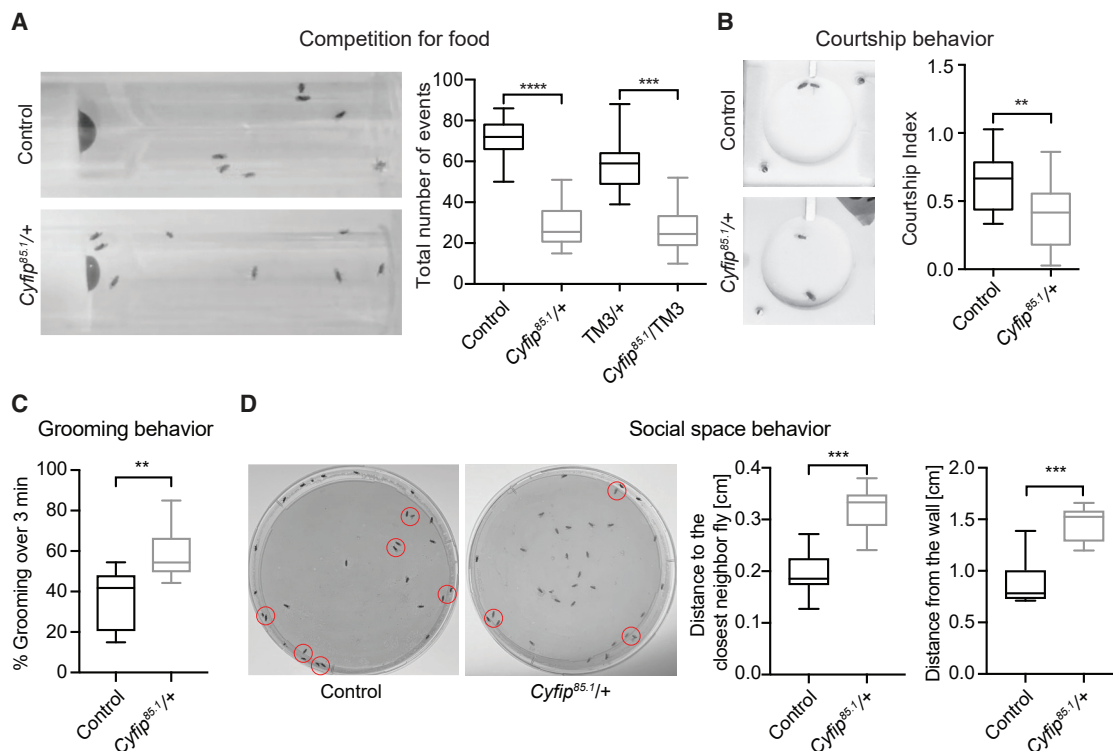 A
Competition for food
Control
Cyfip85.1/+
Total number of events
100
80
60
40
20
0
****
***
Control
Cyfip85.1/+
TM3/+
Cyfip85.1/TM3
B
Courtship behavior
Control
Cyfip85.1/+
Courtship Index
1.5
1.0
0.5
0.0
**
Control
Cyfip85.1/+
C
Grooming behavior
% Grooming over 3 min
100
80
60
40
20
0
**
Control
Cyfip85.1/+
D
Social space behavior
Control
Cyfip85.1/+
Distance to the
closest neighbor fly [cm]
0.4
0.3
0.2
0.1
0.0
***
Control
Cyfip85.1/+
Distance from the wall [cm]
2.0
1.5
1.0
0.5
0.0
***
Control
Cyfip85.1/+